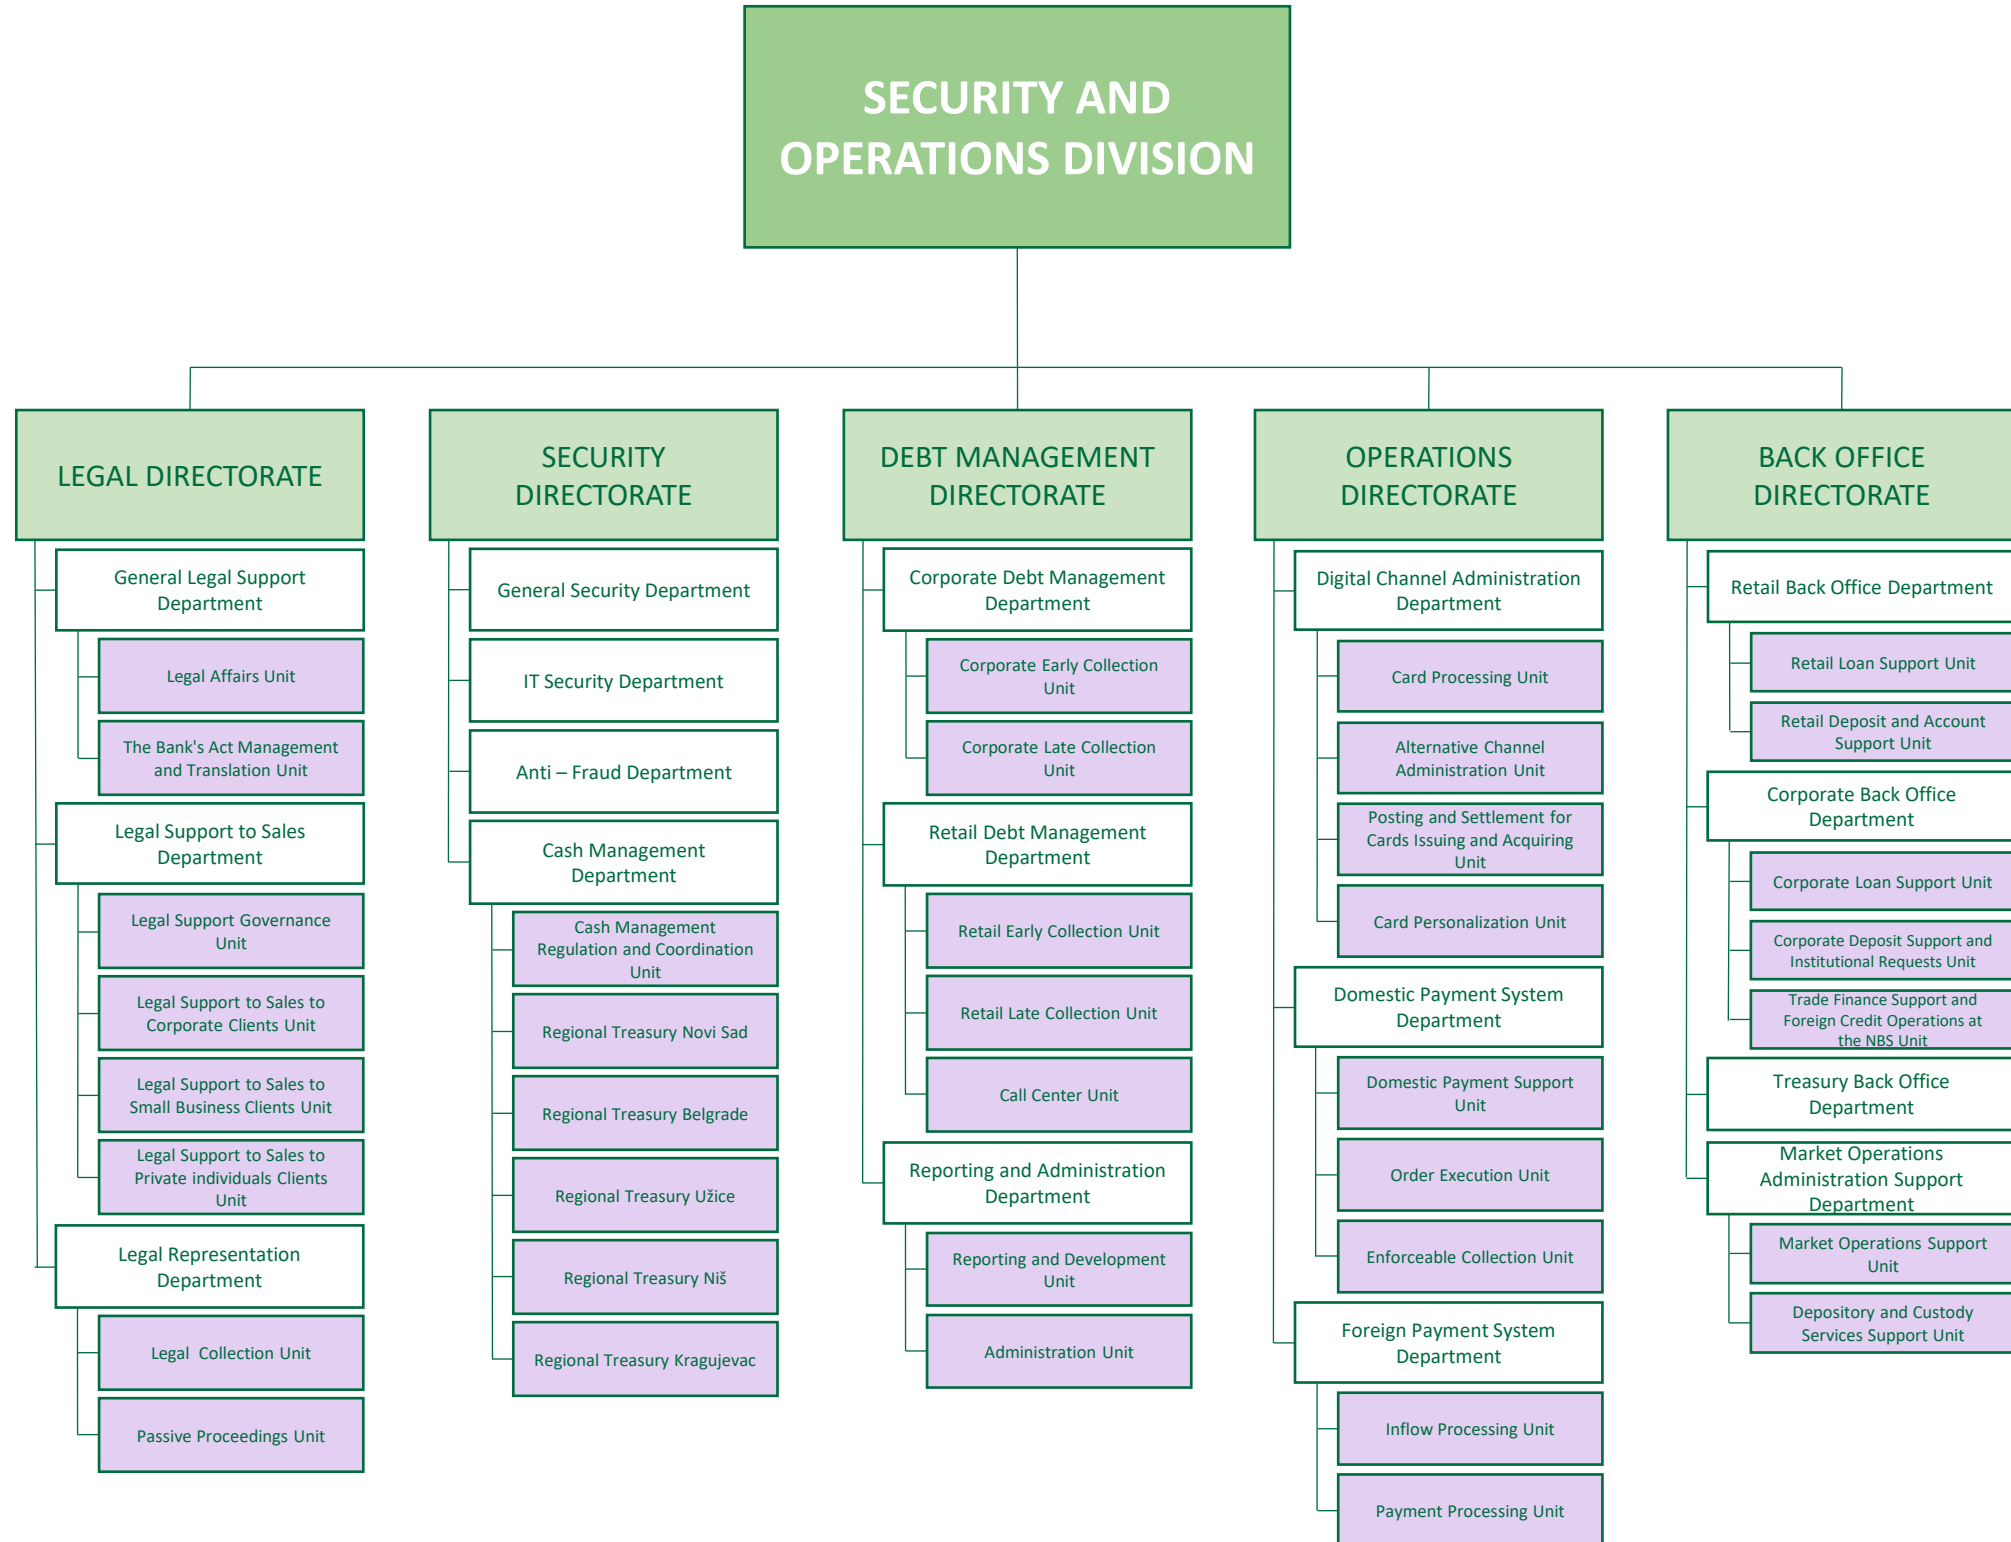 SECURITY AND
OPERATIONS DIVISION
LEGAL DIRECTORATE
General Legal Support
Department
Legal Affairs Unit
The Bank's Act Management
and Translation Unit
Legal Support to Sales
Department
Legal Support Governance
Unit
Legal Support to Sales to
Corporate Clients Unit
Legal Support to Sales to
Small Business Clients Unit
Legal Support to Sales to
Private individuals Clients
Unit
Legal Representation
Department
Legal  Collection Unit
Passive Proceedings Unit
SECURITY
DIRECTORATE
General Security Department
IT Security Department
Anti – Fraud Department
Cash Management
Department
Cash Management
Regulation and Coordination
Unit
Regional Treasury Novi Sad
Regional Treasury Belgrade
Regional Treasury Užice
Regional Treasury Niš
Regional Treasury Kragujevac
DEBT MANAGEMENT
DIRECTORATE
Corporate Debt Management
Department
Corporate Early Collection
Unit
Corporate Late Collection
Unit
Retail Debt Management
Department
Retail Early Collection Unit
Retail Late Collection Unit
Call Center Unit
Reporting and Administration
Department
Reporting and Development
Unit
Administration Unit
OPERATIONS
DIRECTORATE
Digital Channel Administration
Department
Card Processing Unit
Alternative Channel
Administration Unit
Posting and Settlement for
Cards Issuing and Acquiring
Unit
Card Personalization Unit
Domestic Payment System
Department
Domestic Payment Support
Unit
Order Execution Unit
Enforceable Collection Unit
Foreign Payment System
Department
Inflow Processing Unit
Payment Processing Unit
BACK OFFICE
DIRECTORATE
Retail Back Office Department
Retail Loan Support Unit
Retail Deposit and Account
Support Unit
Corporate Back Office
Department
Corporate Loan Support Unit
Corporate Deposit Support and
Institutional Requests Unit
Trade Finance Support and
Foreign Credit Operations at
the NBS Unit
Treasury Back Office
Department
Market Operations
Administration Support
Department
Market Operations Support
Unit
Depository and Custody
Services Support Unit